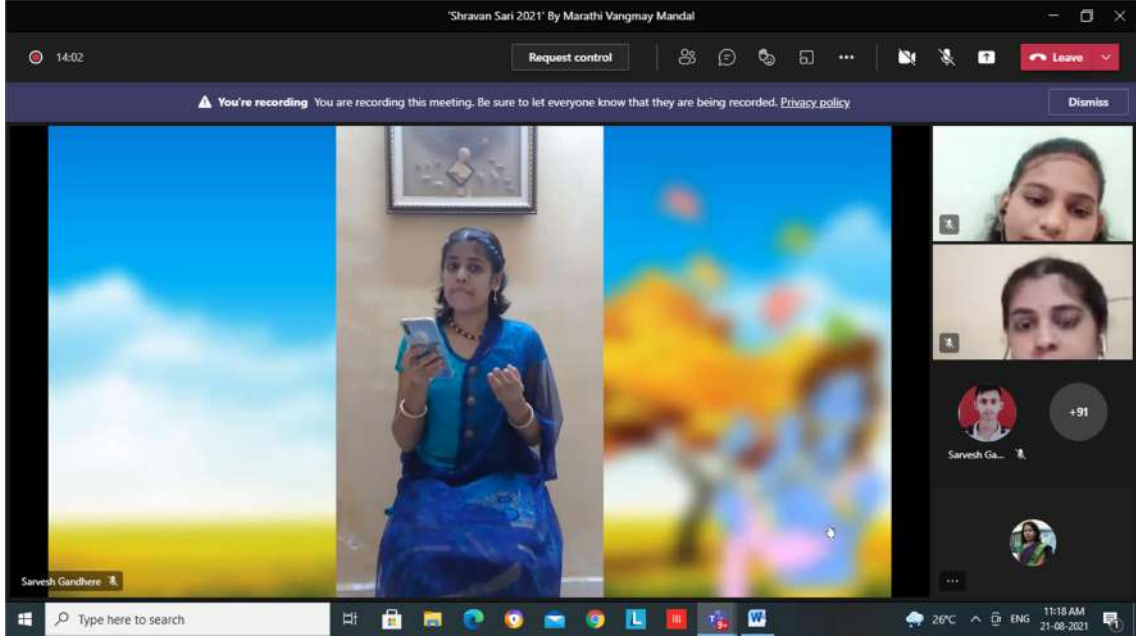 'Shravan Sari 2021' By Marathi Vangmay Mandal
14:02
Request control
Leave
You're recording You are recording this meeting. Be sure to let everyone know that they are being recorded. Privacy policy
Dismiss
+91
Sarvesh Ga...
Sarvesh Gandhere
Type here to search
L
9+
W
26°C
ENG
11:18 AM
21-08-2021
1